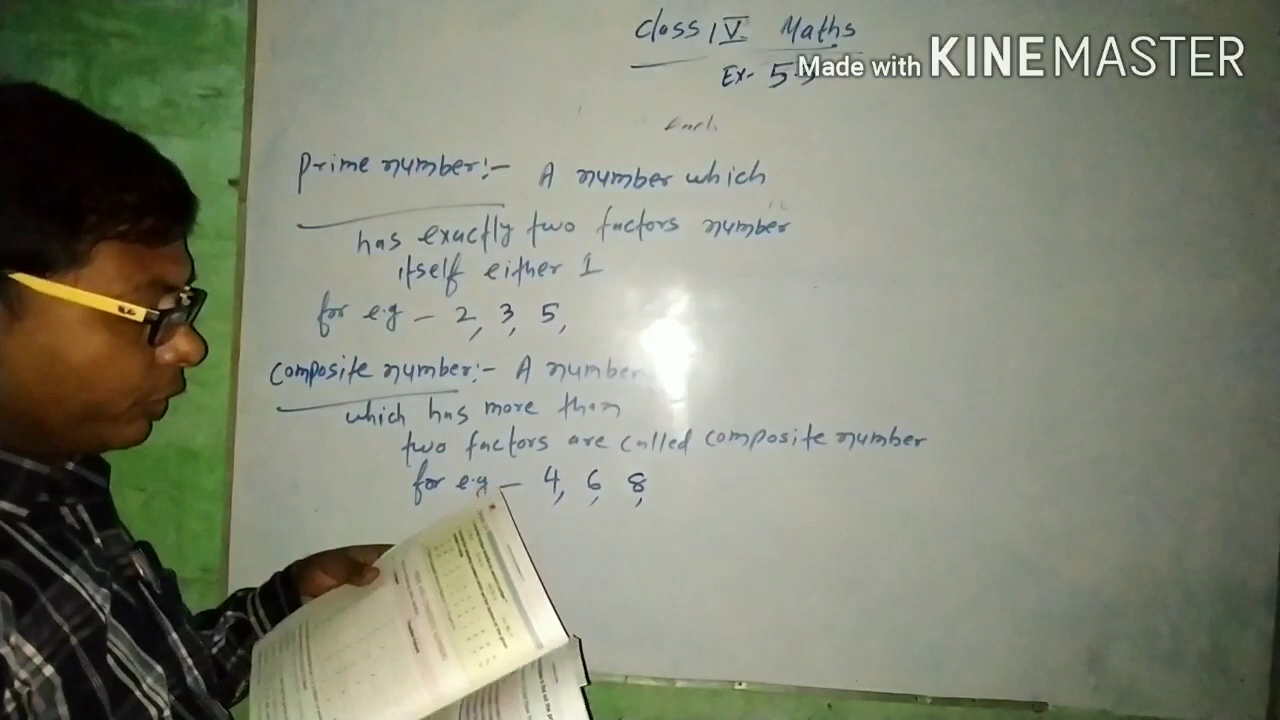 Class IV Maths
Made with KINEMASTER
Ex- 5.
Prime number:- A number which
has exactly two factors number
itself either 1
for e.g - 2, 3, 5,
Composite number:- A number
which has more than
two factors are called composite number
for e.g - 4, 6, 8,